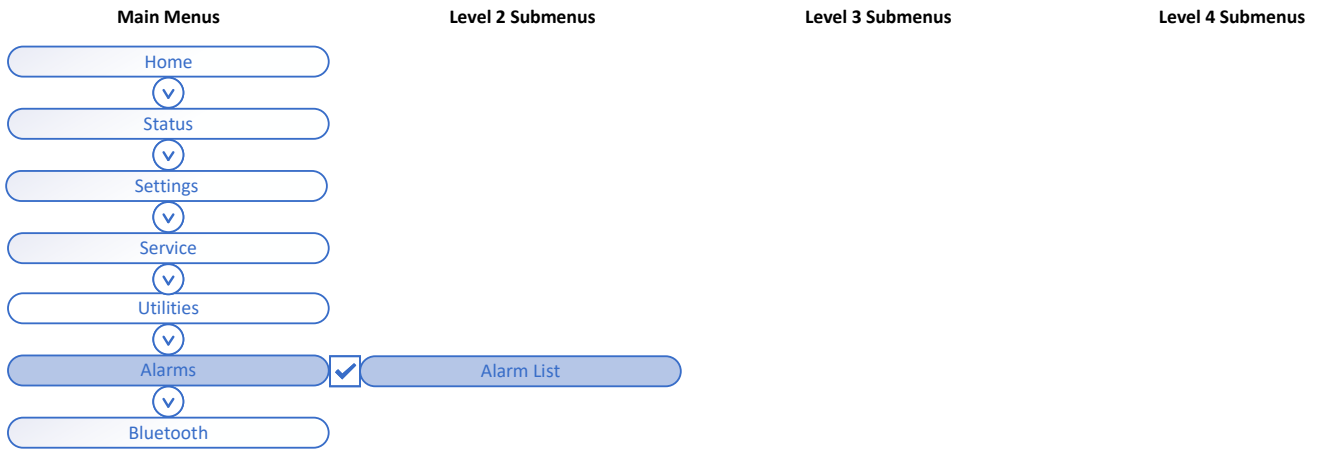 Main Menus Level 2 Submenus Level 3 Submenus Level 4 Submenus
Home
v
Status
v
Settings
v
Service
v
Utilities
v
Alarms Alarm List
v
Bluetooth